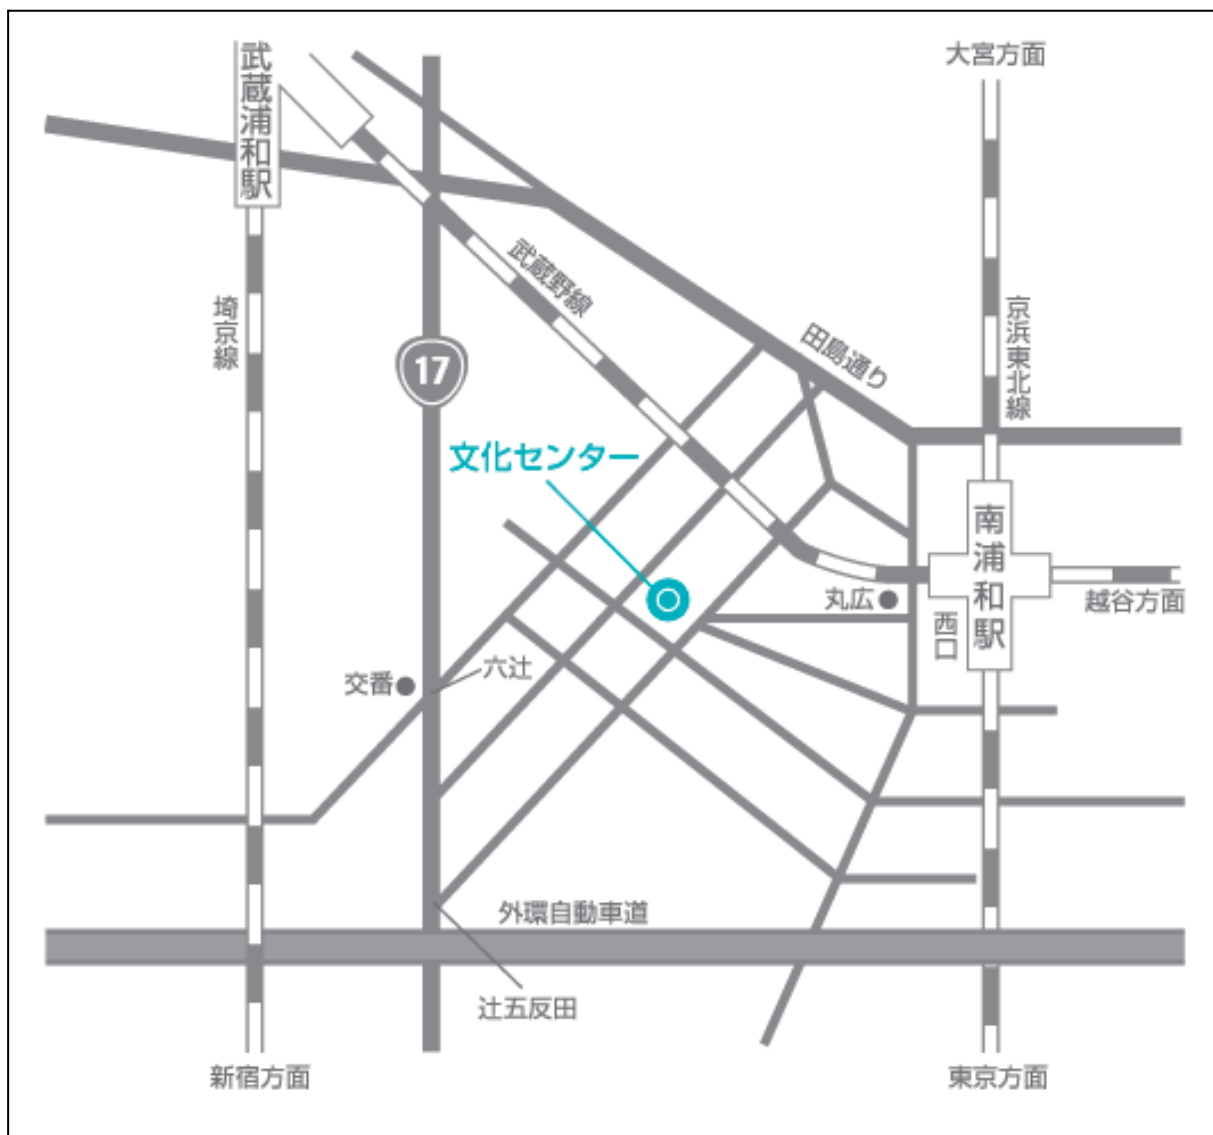 武蔵浦和駅
大宮方面
武蔵野線
埼京線
京浜東北線
田島通り
17
文化センター
南浦和駅
丸広
西口
越谷方面
六辻
交番
外環自動車道
辻五反田
新宿方面
東京方面